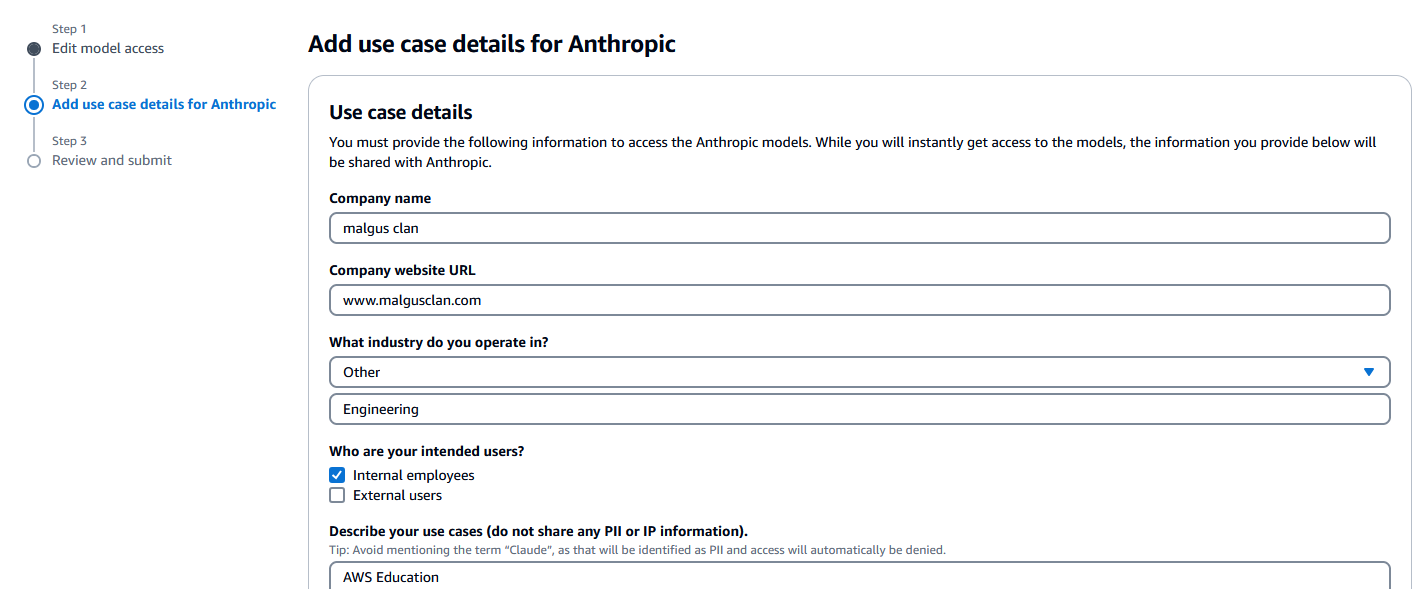 Step 1
Edit model access
Step 2
Add use case details for Anthropic
Step 3
Review and submit
Add use case details for Anthropic
Use case details
You must provide the following information to access the Anthropic models. While you will instantly get access to the models, the information you provide below will
be shared with Anthropic.
Company name
malgus clan
Company website URL
www.malgusclan.com
What industry do you operate in?
Other
Engineering
Who are your intended users?
Internal employees
External users
Describe your use cases (do not share any PII or IP information).
Tip: Avoid mentioning the term “Claude”, as that will be identified as PII and access will automatically be denied.
AWS Education